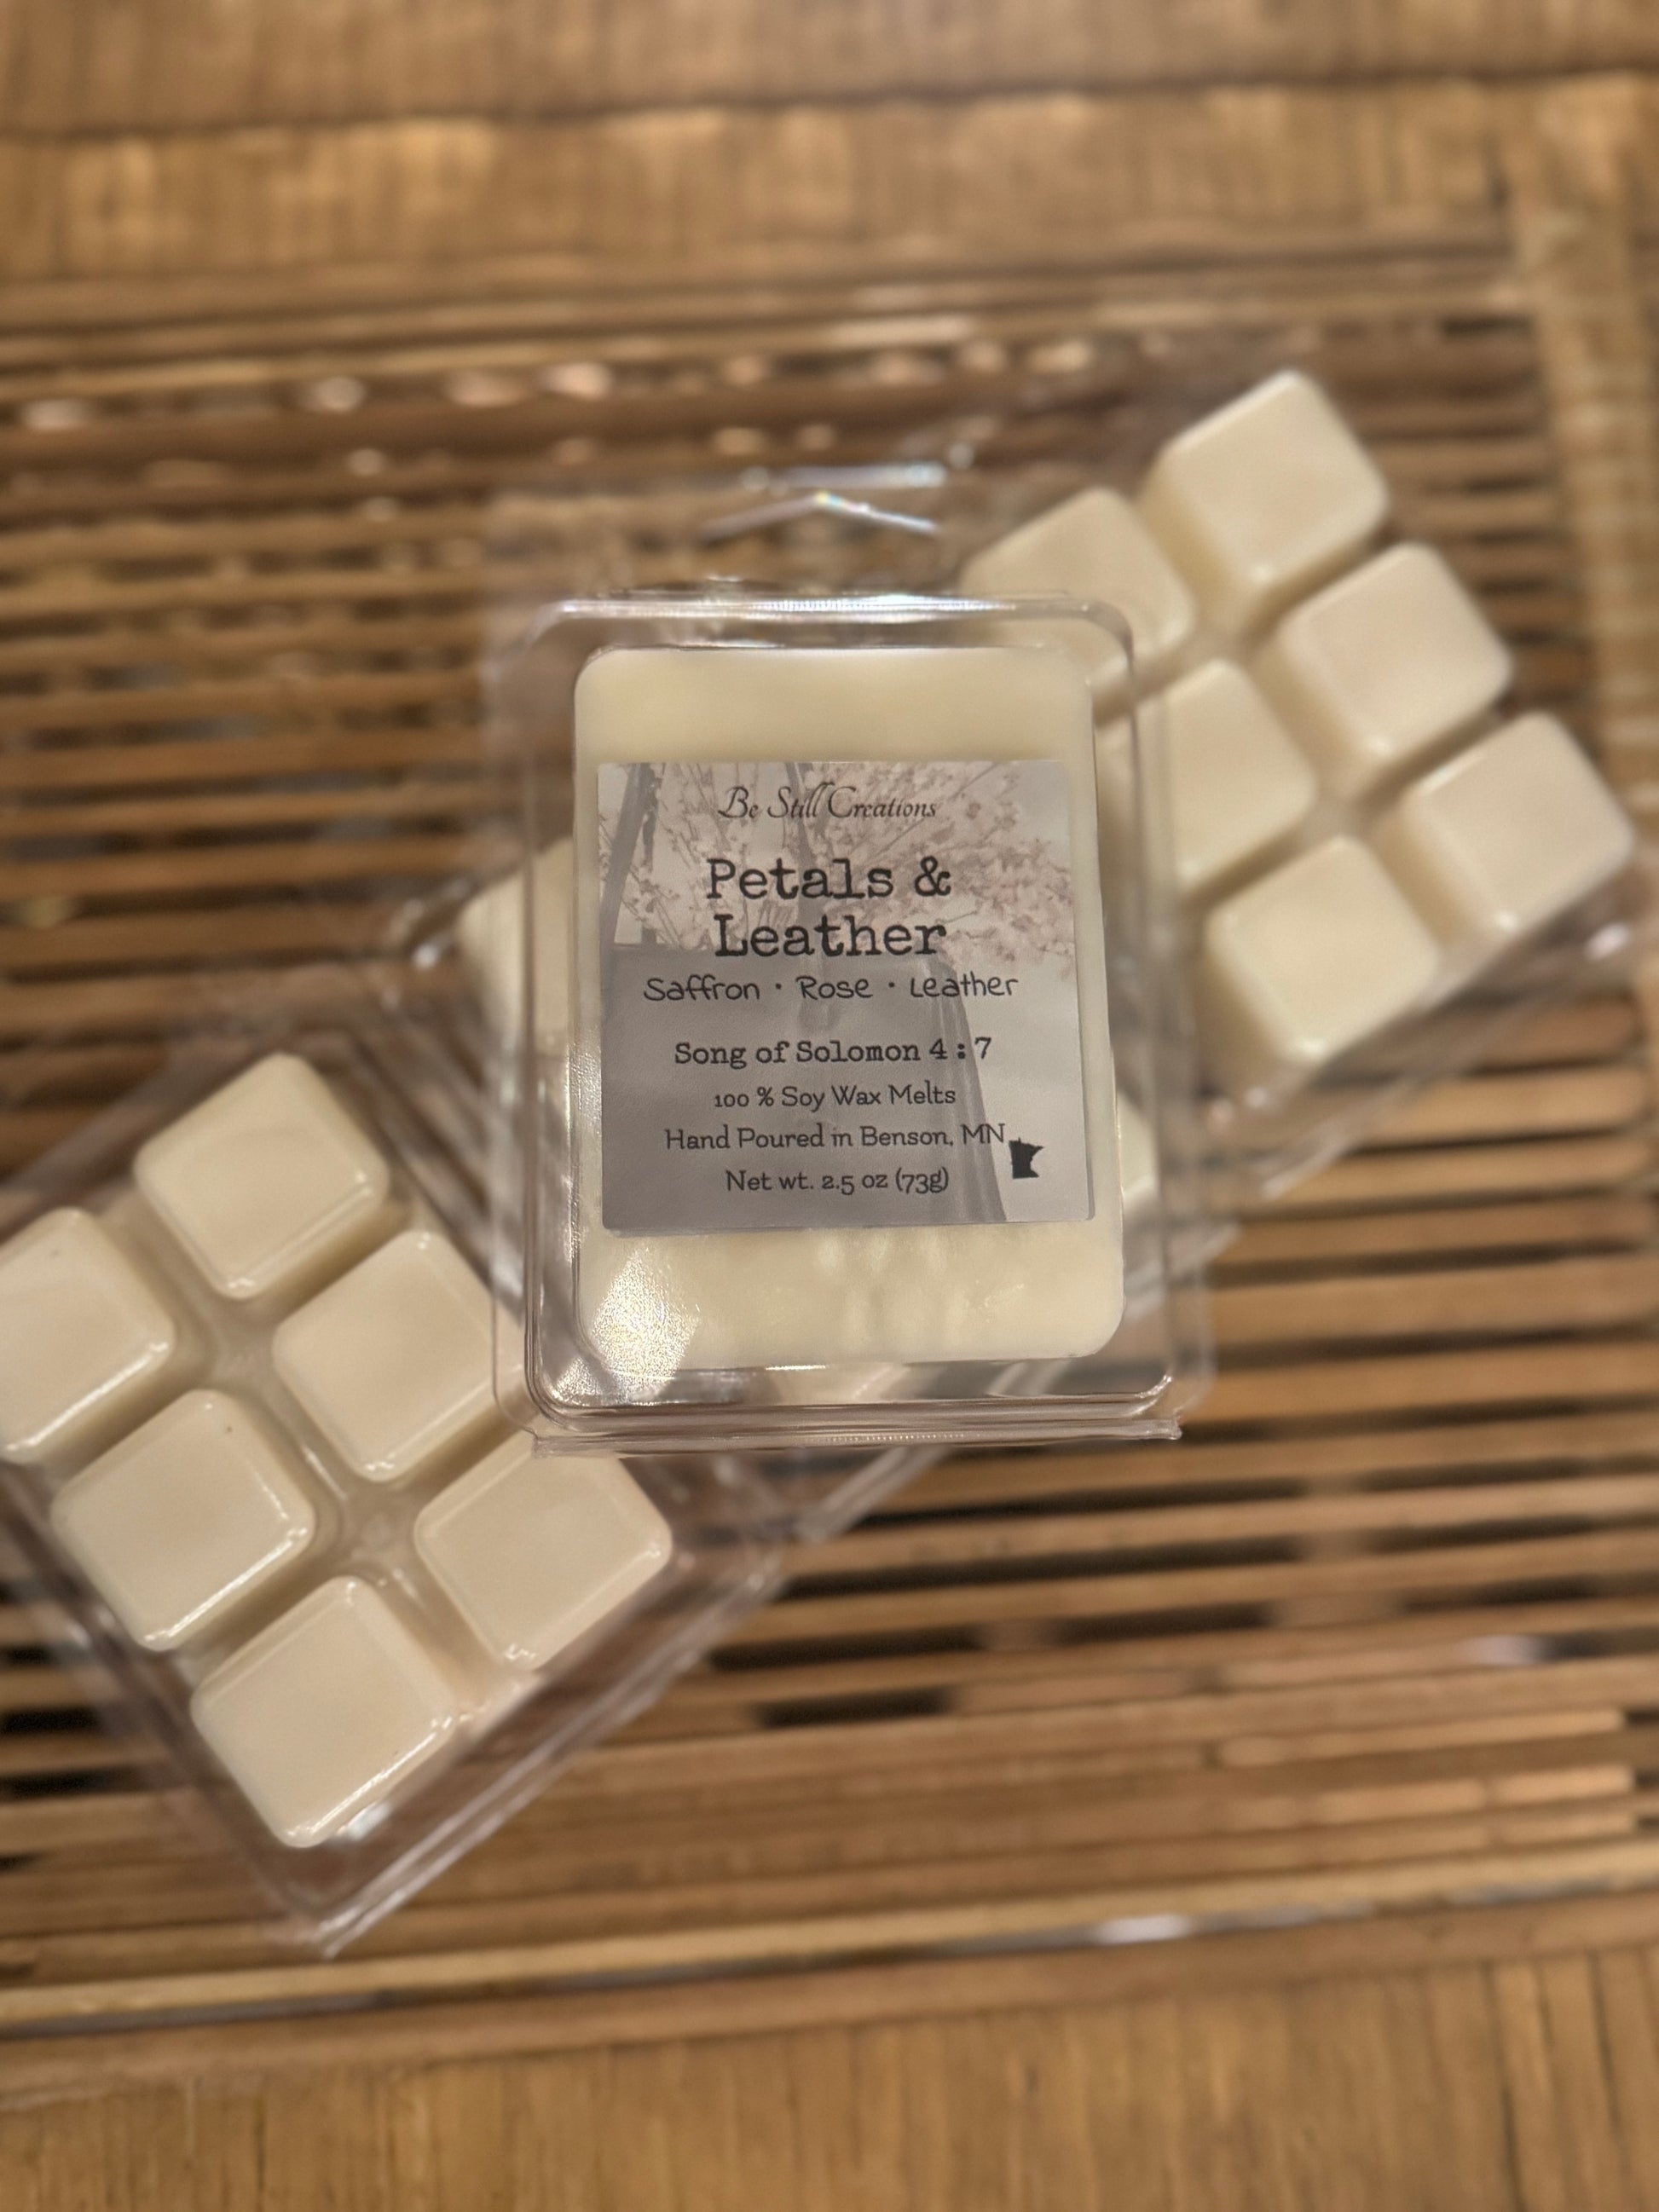 Be Still Creations
Petals &
Leather
Saffron · Rose · Leather
Song of Solomon 4 : 7
100 % Soy Wax Melts
Hand Poured in Benson, MN
Net wt. 2.5 oz (73g)